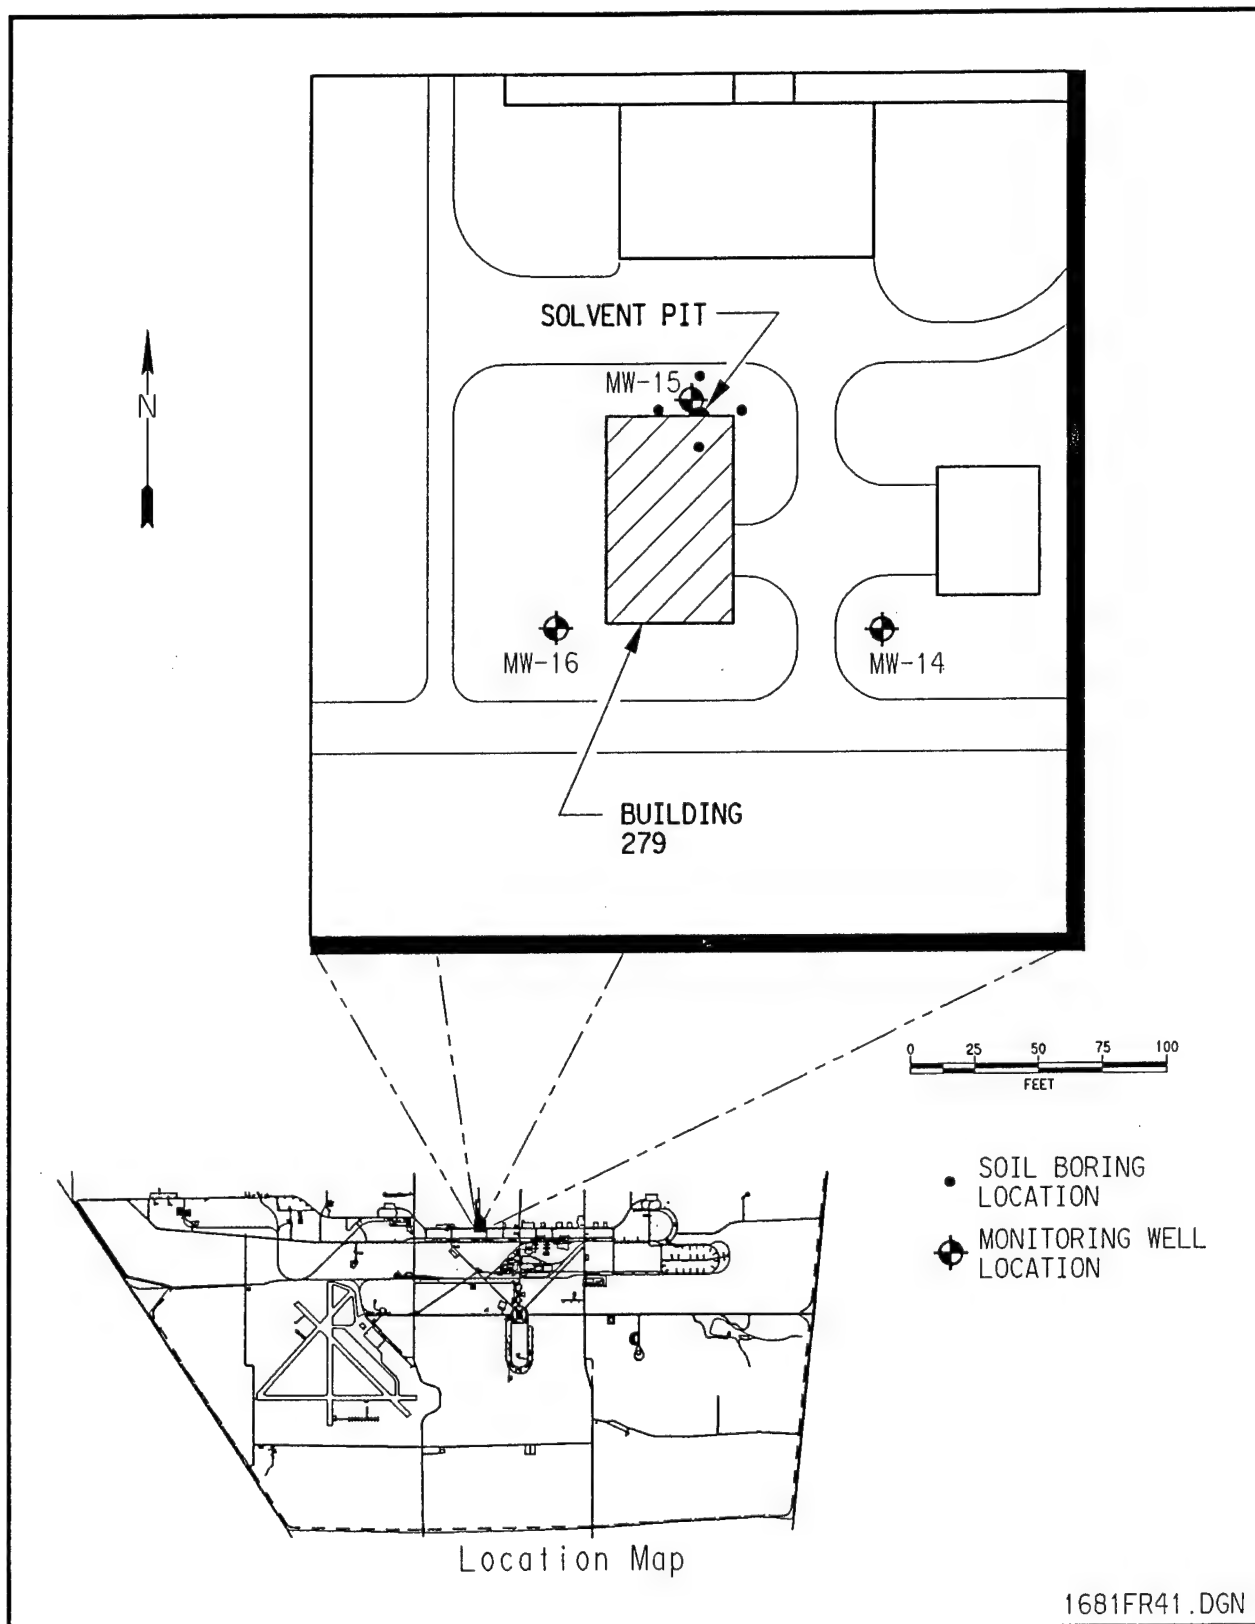 SOLVENT PIT
MW-15
N
MW-16
MW-14
BUILDING
279
0 25 50 75 100
FEET
SOIL BORING
LOCATION
MONITORING WELL
LOCATION
Location Map
1681FR41.DGN